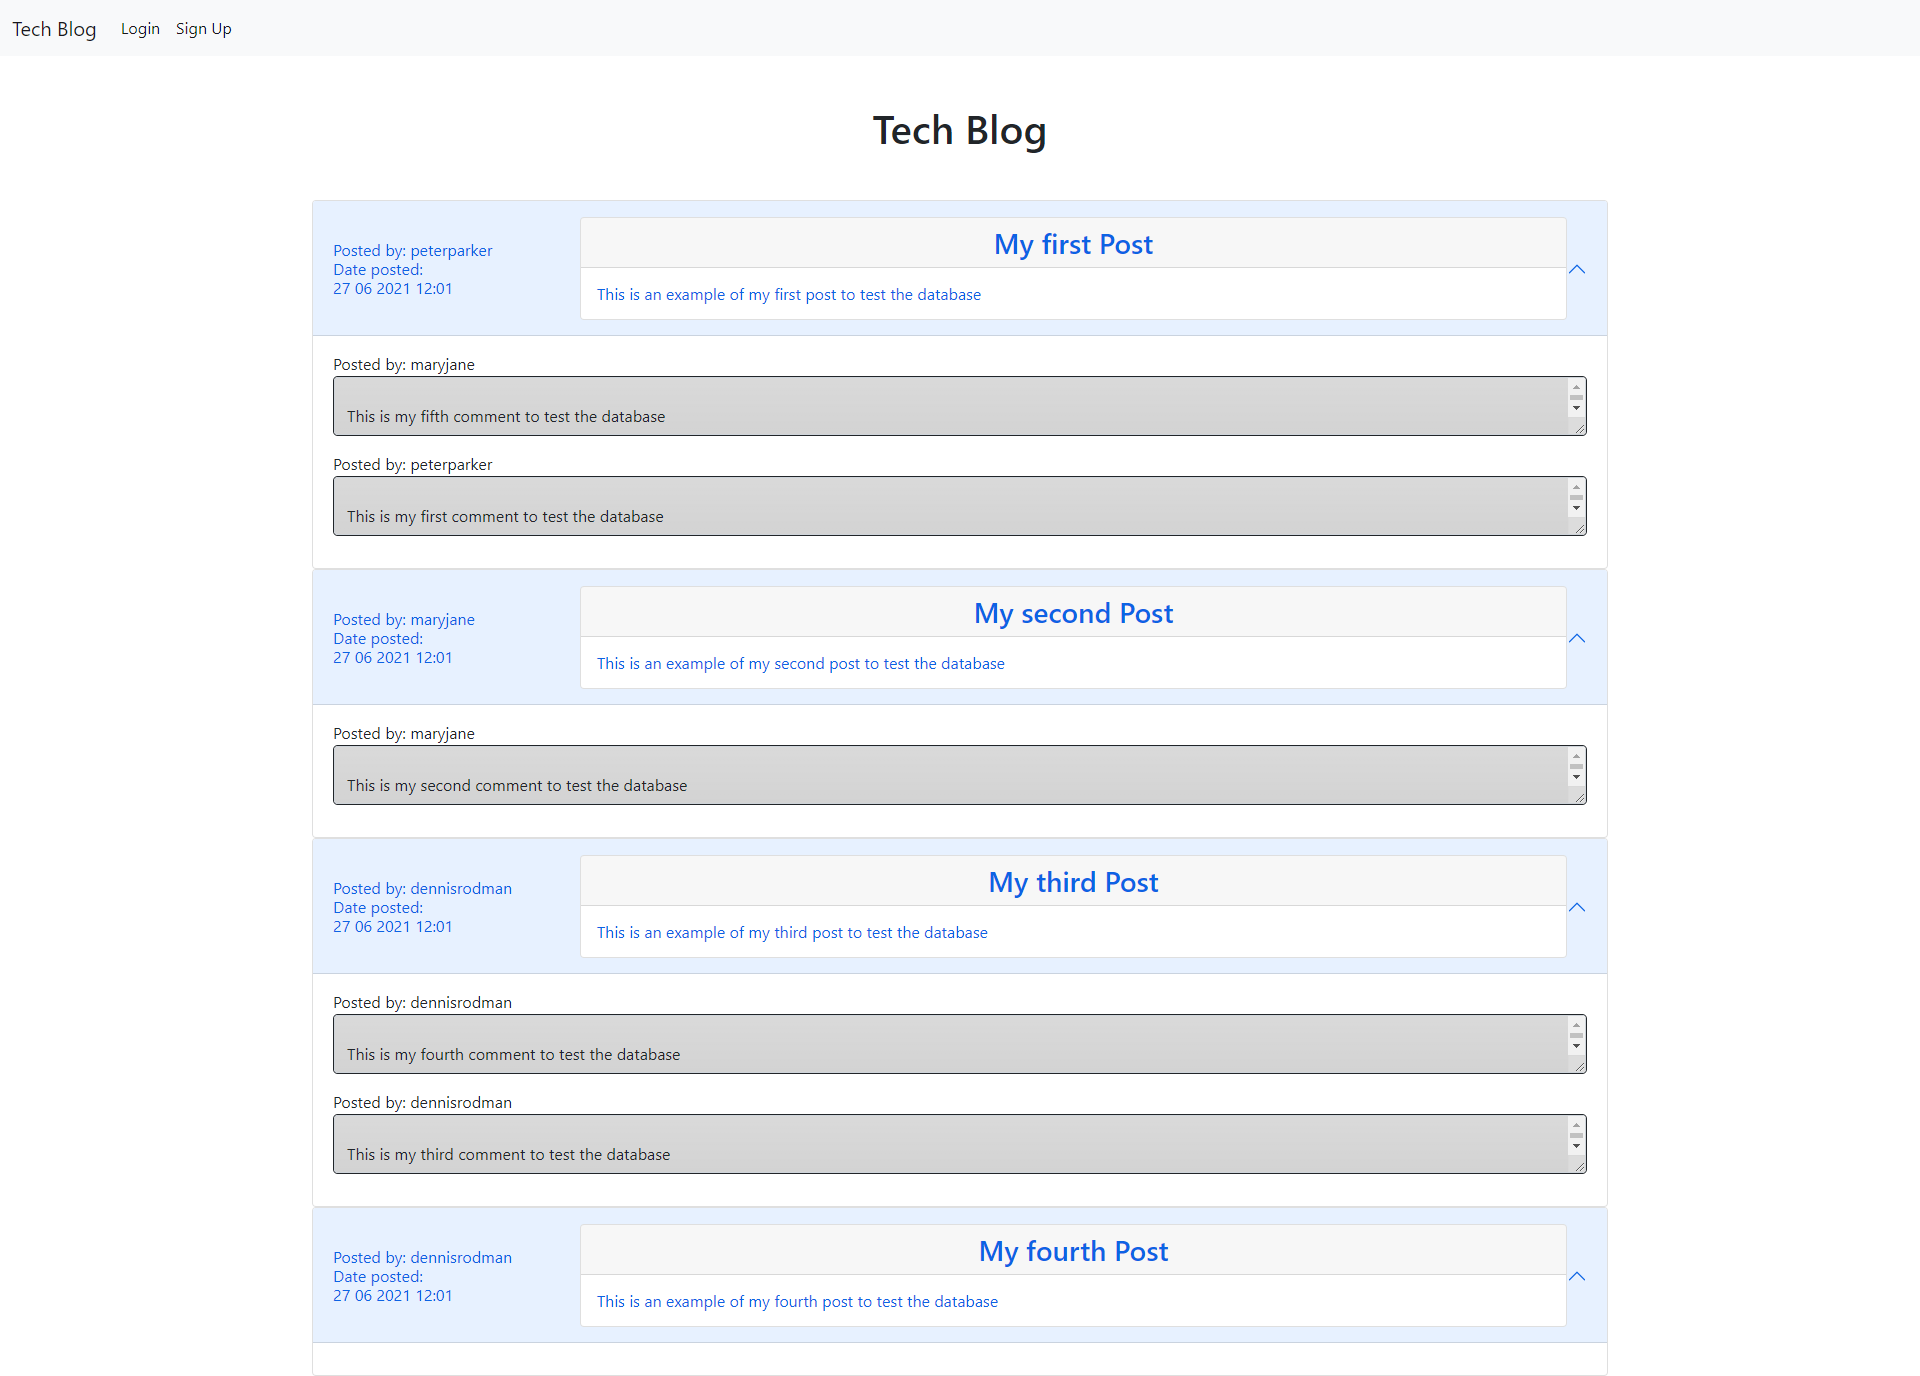 Tech Blog Login Sign Up
Tech Blog
Posted by: peterparker
Date posted:
27 06 2021 12:01
My first Post
This is an example of my first post to test the database
Posted by: maryjane
This is my fifth comment to test the database
Posted by: peterparker
This is my first comment to test the database
Posted by: maryjane
Date posted:
27 06 2021 12:01
My second Post
This is an example of my second post to test the database
Posted by: maryjane
This is my second comment to test the database
Posted by: dennisrodman
Date posted:
27 06 2021 12:01
My third Post
This is an example of my third post to test the database
Posted by: dennisrodman
This is my fourth comment to test the database
Posted by: dennisrodman
This is my third comment to test the database
Posted by: dennisrodman
Date posted:
27 06 2021 12:01
My fourth Post
This is an example of my fourth post to test the database